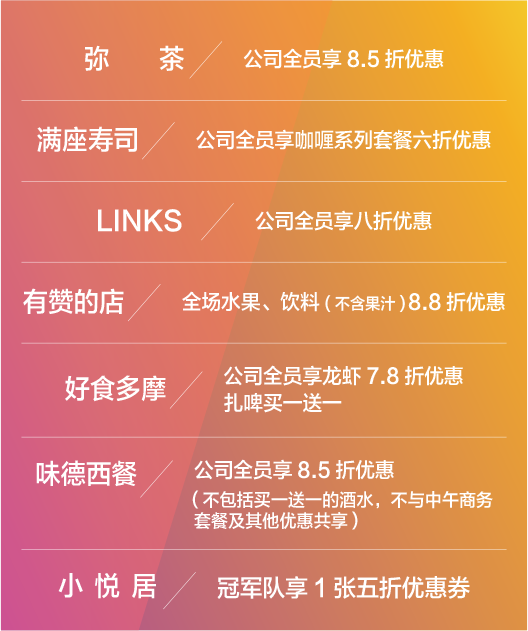 弥 茶 公司全员享 8.5 折优惠
满座寿司 公司全员享咖喱系列套餐六折优惠
LINKS 公司全员享八折优惠
有赞的店 全场水果、饮料（不含果汁）8.8 折优惠
好食多摩 公司全员享龙虾 7.8 折优惠
扎啤买一送一
味德西餐 公司全员享 8.5 折优惠
（不包括买一送一的酒水，不与中午商务
套餐及其他优惠共享）
小 悦 居 冠军队享 1 张五折优惠券